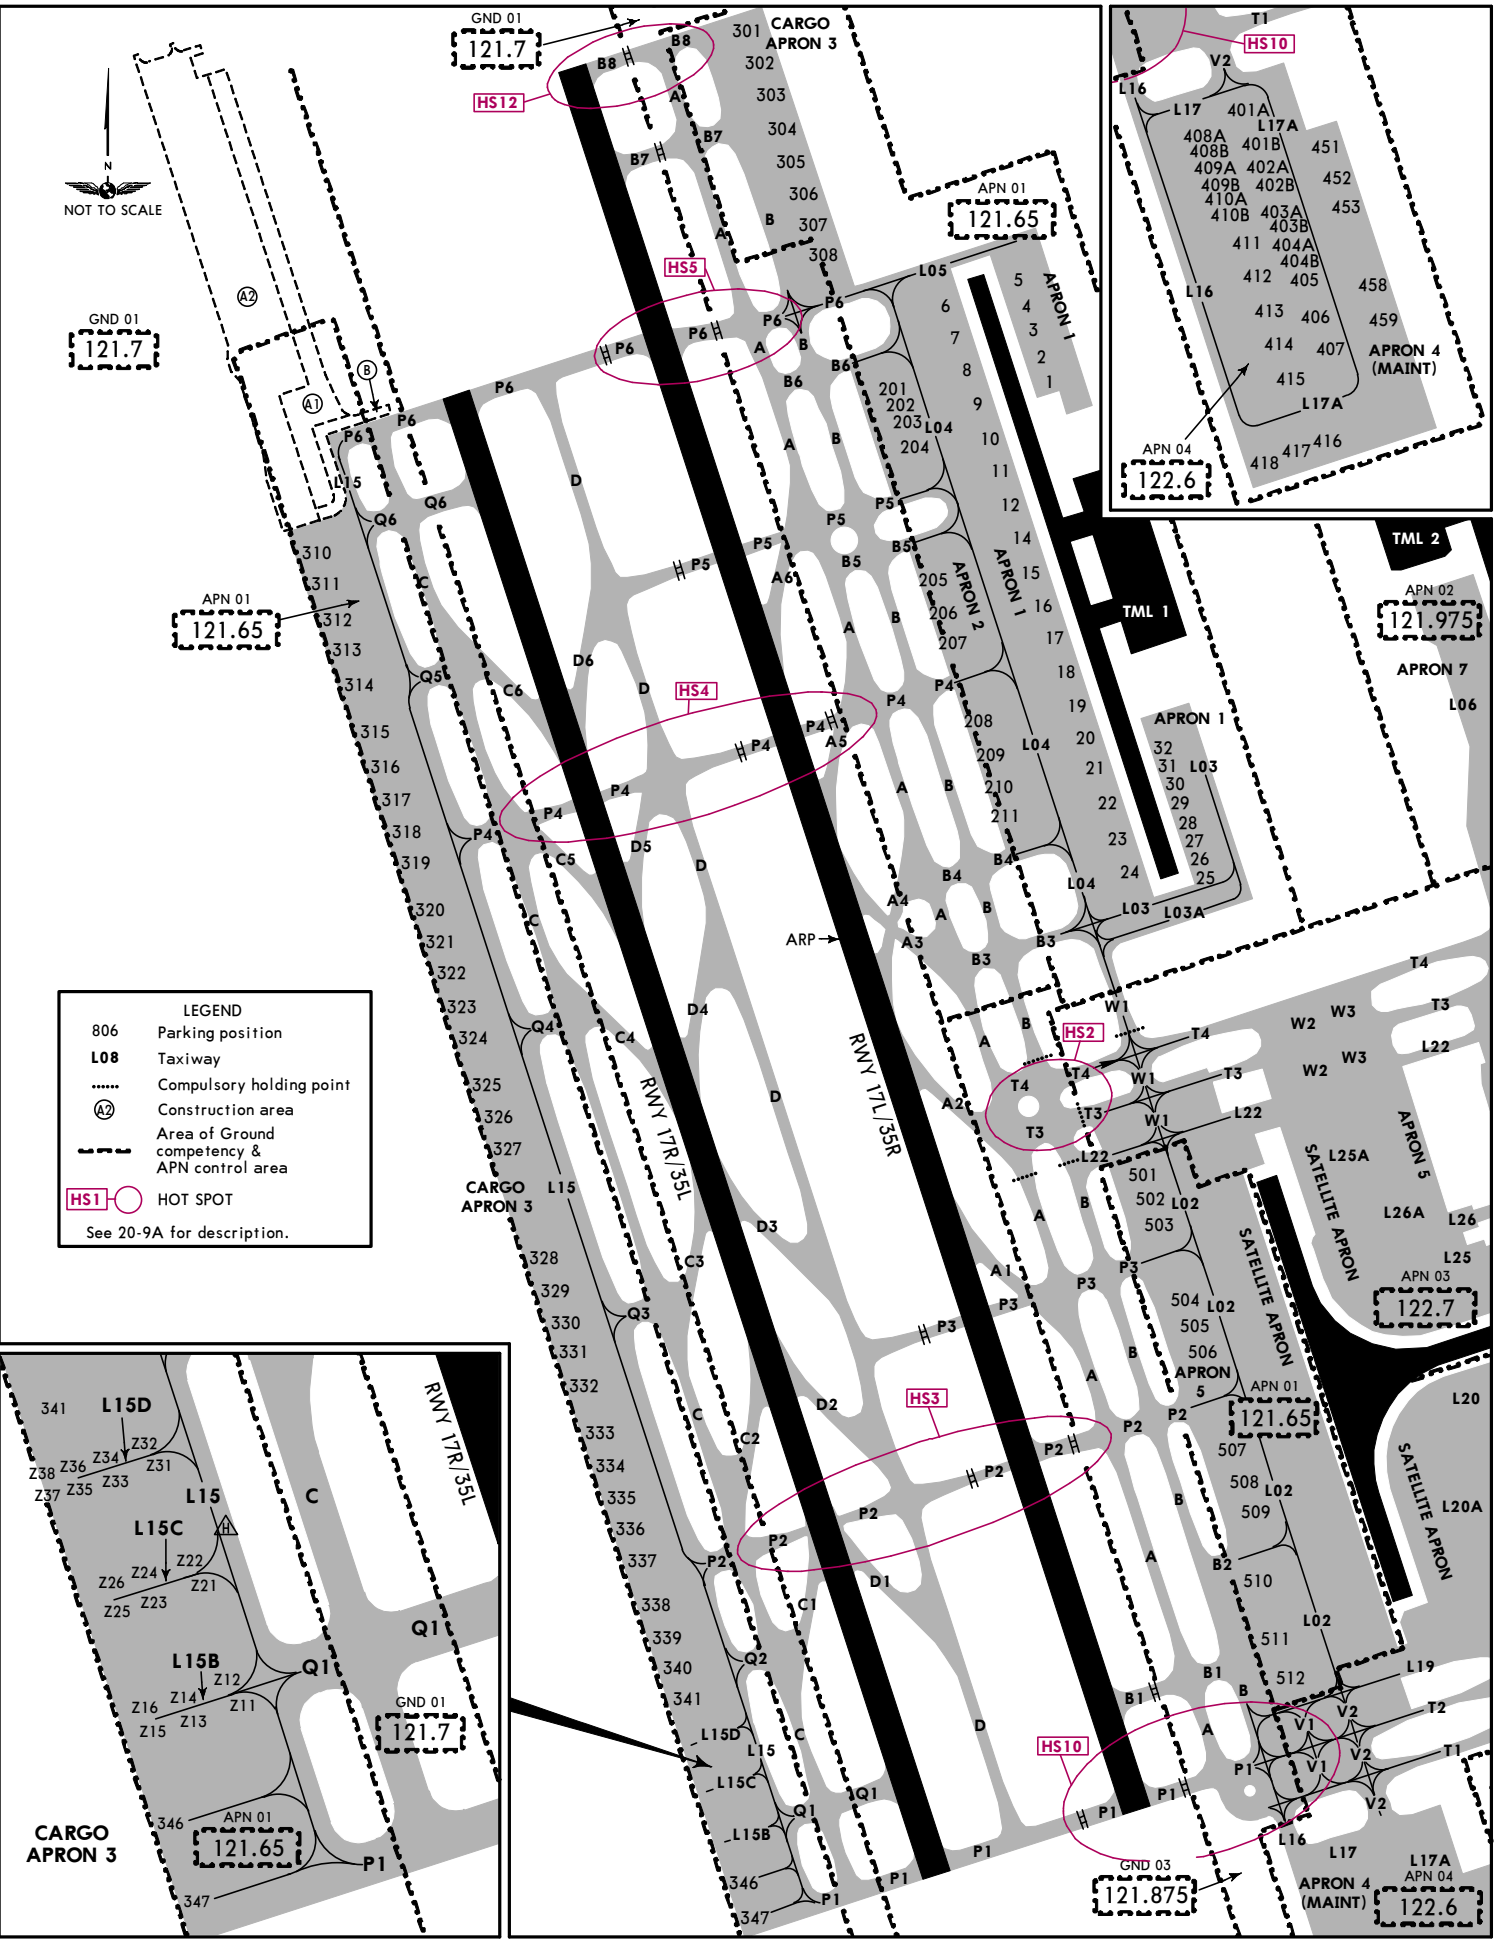 GND 01
121.7
B8
B8
301
CARGO
APRON 3
302
HS12
A
303
B7
304
B7
305
306
A
B
307
308
N
NOT TO SCALE
APN 01
121.65
T1
HS10
V2
L16
L17
401A
L17A
408A
408B
401B
451
409A
402A
409B
402B
452
410A
410B
403A
403B
453
411
404A
404B
412
405
458
L16
413
406
459
414
407
APRON 4
(MAINT)
415
L17A
416
417
418
APN 04
122.6
A2
GND 01
121.7
A1
B
HS5
P6
L05
P6
P6
P6
A
B
B6
B6
5
4
3
2
1
APRON 1
6
7
8
9
10
11
12
14
15
16
17
18
19
20
21
22
23
24
201
202
203
204
L04
P6
P6
P6
L15
Q6
Q6
D
A
B
P5
P5
P5
P5
B5
B5
A6
310
311
312
313
314
315
316
317
318
319
320
321
322
323
324
325
326
327
C
APN 01
121.65
205
206
207
APRON 2
APRON 1
A
B
TML 1
TML 2
APN 02
121.975
APRON 7
L06
Q5
C6
D6
D
HS4
P4
P4
P4
P4
A5
P4
P4
P4
208
209
210
211
L04
A
B
APRON 1
32
31
30
29
28
27
26
25
L03
D5
C5
D
C
B4
B4
L04
A4
A
B
L03
L03A
ARP
A3
B3
B3
W1
Q4
C4
D4
D
RWY 17R/35L
RWY 17L/35R
A
B
HS2
T4
T4
T4
W1
T3
T3
T3
W1
L22
L22
A2
W2
W3
T4
T3
L22
W2
W3
APRON 5
SATELLITE APRON
L25A
L26A
L26
L25
APN 03
122.7
LEGEND
806 Parking position
L08 Taxiway
Compulsory holding point
A2 Construction area
Area of Ground
competency &
APN control area
HS1 HOT SPOT
See 20-9A for description.
CARGO
APRON 3
L15
D3
C3
501
502
503
L02
A
B
SATELLITE APRON
A1
P3
P3
P3
P3
504
505
506
L02
APRON
5
APN 01
121.65
328
329
330
331
332
333
334
335
336
337
338
339
340
341
Q3
C
C2
D2
HS3
A
B
P2
P2
P2
P2
P2
P2
P2
507
508
509
L02
B
A
B2
510
511
512
L02
L20
L20A
SATELLITE APRON
D1
C1
Q2
L15D
L15
L15C
C
Q1
Q1
L15B
346
347
P1
P1
P1
D
B1
B1
B
A
HS10
P1
P1
P1
V1
V2
V1
V2
V2
L19
T2
T1
L16
L17
L17A
GND 03
121.875
APRON 4
(MAINT)
APN 04
122.6
341
L15D
Z38
Z36
Z34
Z32
Z37
Z35
Z33
Z31
L15
H
C
RWY 17R/35L
L15C
Z26
Z24
Z22
Z25
Z23
Z21
Q1
L15B
Q1
Z16
Z14
Z12
Z15
Z13
Z11
GND 01
121.7
346
APN 01
121.65
CARGO
APRON 3
P1
347